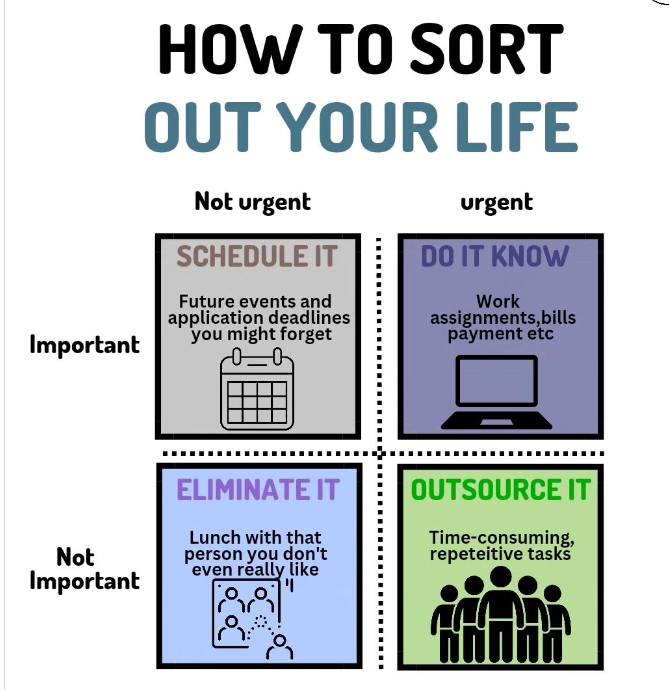 HOW TO SORT
OUT YOUR LIFE
Not urgent
urgent
Important
SCHEDULE IT
Future events and
application deadlines
you might forget
DO IT KNOW
Work
assignments,bills
payment etc
Not
Important
ELIMINATE IT
Lunch with that
person you don't
even really like
OUTSOURCE IT
Time-consuming,
repeteitive tasks